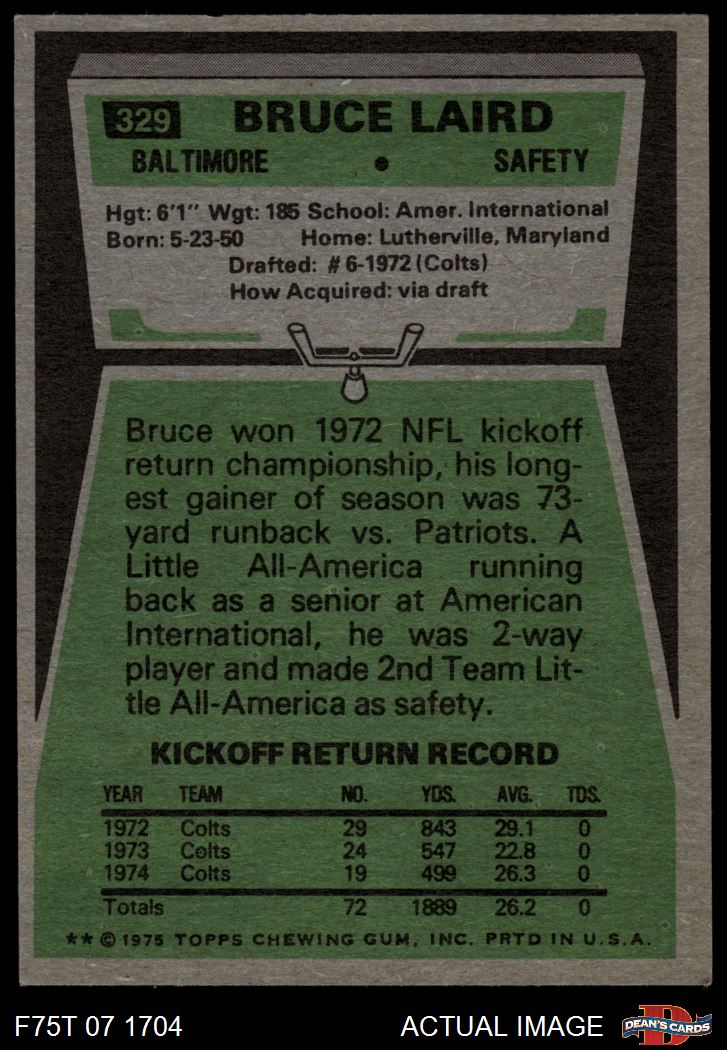 329 BRUCE LAIRD
BALTIMORE • SAFETY
Hgt: 6'1" Wgt: 185 School: Amer. International
Born: 5-23-50 Home: Lutherville, Maryland
Drafted: #6-1972 (Colts)
How Acquired: via draft
Bruce won 1972 NFL kickoff
return championship, his long-
est gainer of season was 73-
yard runback vs. Patriots. A
Little All-America running
back as a senior at American
International, he was 2-way
player and made 2nd Team Lit-
tle All-America as safety.
KICKOFF RETURN RECORD
YEAR TEAM NO. YDS. AVG. TDS.
1972 Colts 29 843 29.1 0
1973 Colts 24 547 22.8 0
1974 Colts 19 499 26.3 0
Totals 72 1889 26.2 0
** © 1975 TOPPS CHEWING GUM, INC. PRTD IN U.S.A.
F75T 07 1704 ACTUAL IMAGE D DEAN'S CARDS